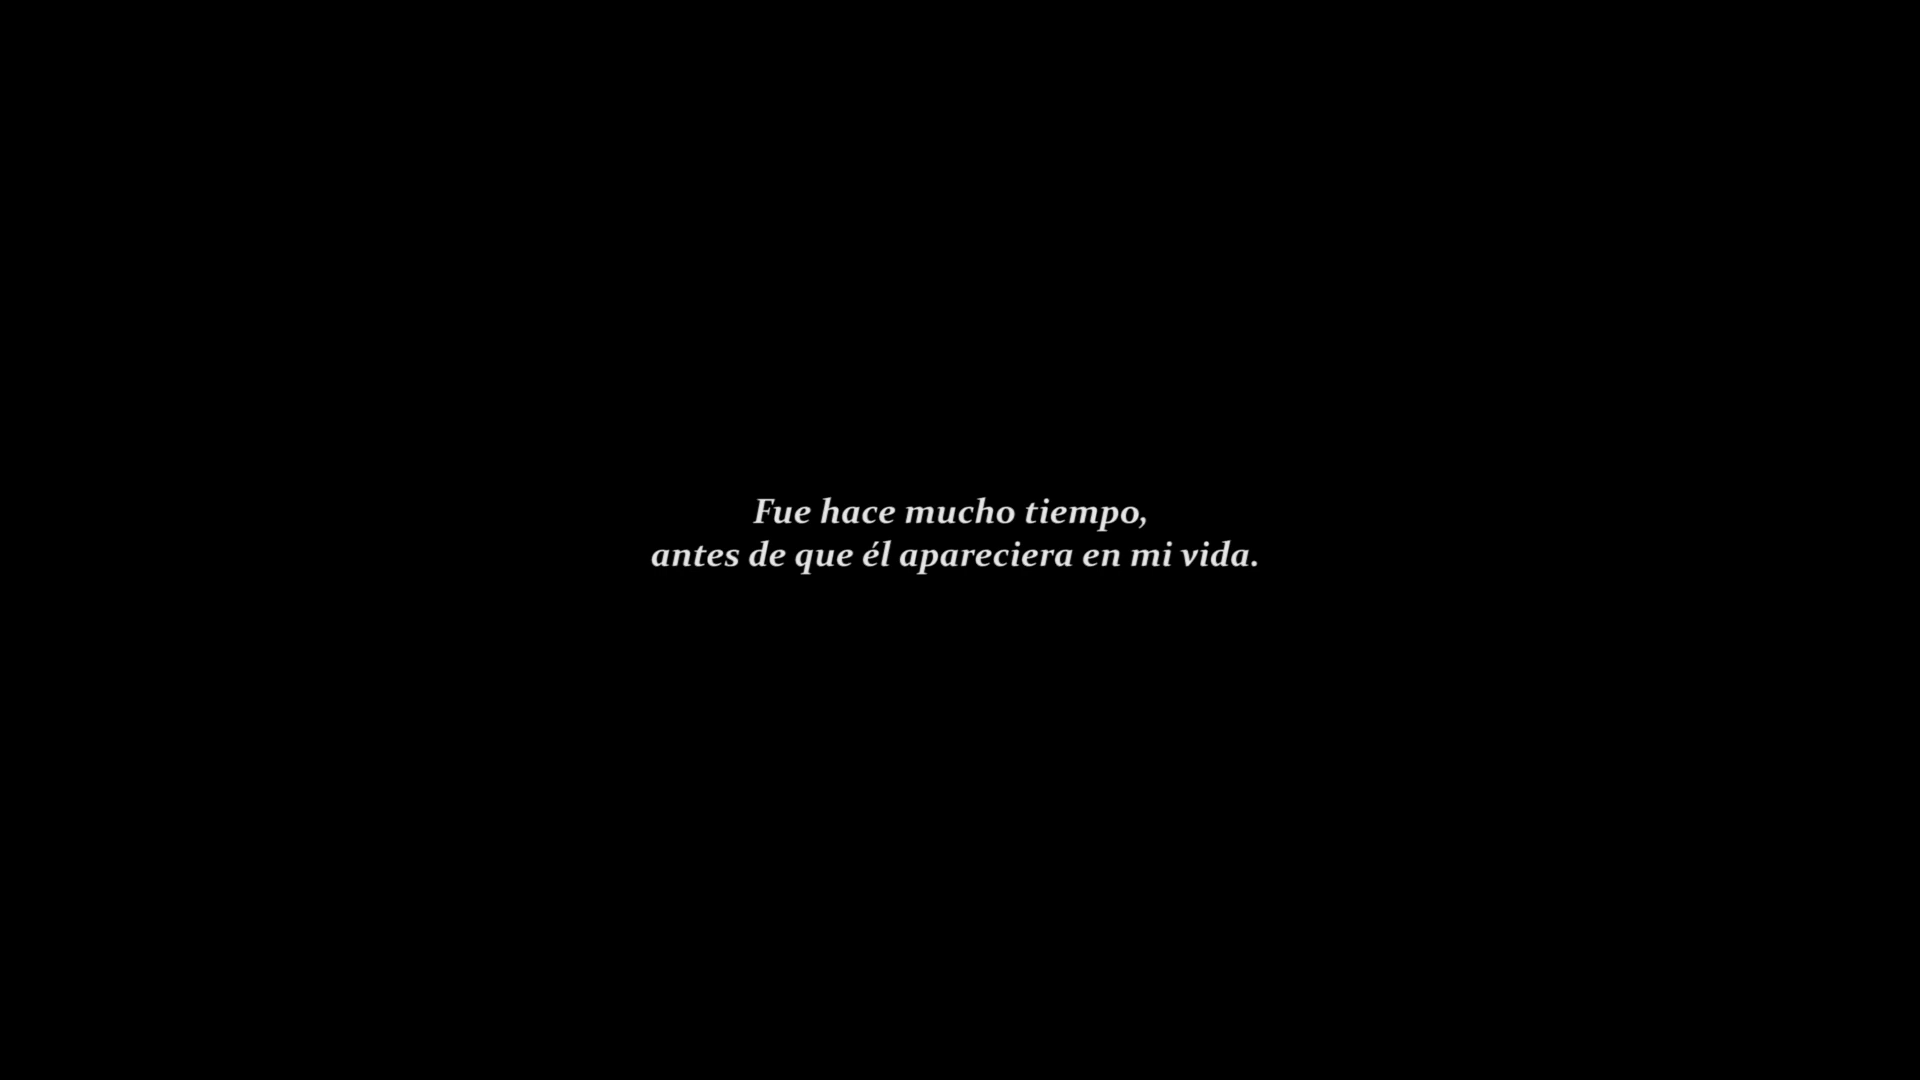 Fue hace mucho tiempo,
antes de que él apareciera en mi vida.